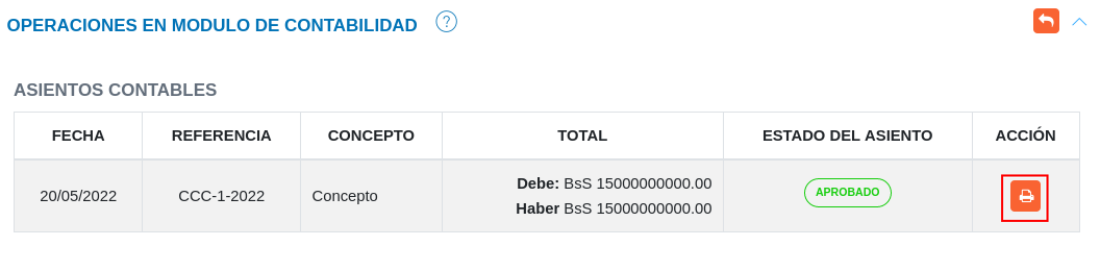 OPERACIONES EN MODULO DE CONTABILIDAD ?
ASIENTOS CONTABLES
FECHA REFERENCIA CONCEPTO TOTAL ESTADO DEL ASIENTO ACCIÓN
20/05/2022 CCC-1-2022 Concepto Debe: BsS 15000000000.00 APROBADO
Haber BsS 15000000000.00